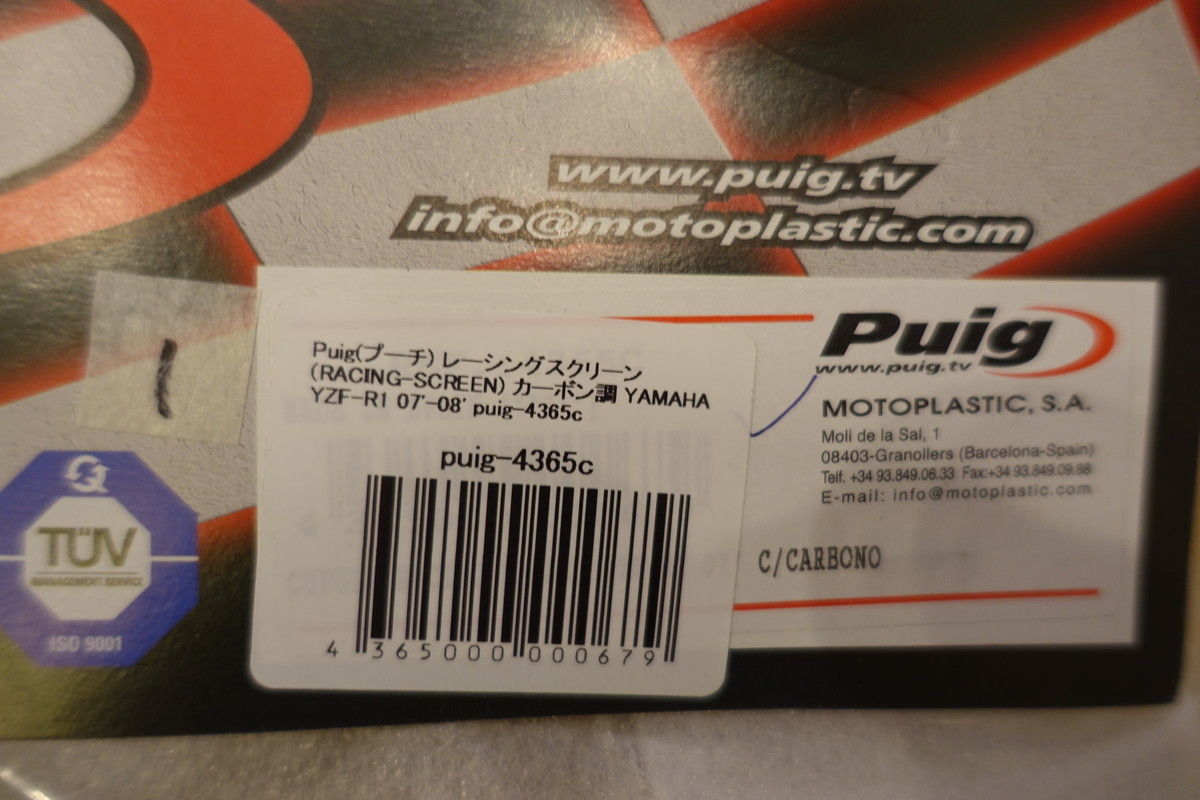 www.puig.tv
info@motoplastic.com
1
Puig(プーチ) レーシングスクリーン
(RACING-SCREEN) カーボン調 YAMAHA
YZF-R1 07'-08' puig-4365c
puig-4365c
4 365000 000679
Puig
www.puig.tv
MOTOPLASTIC, S.A.
Moli de la Sal, 1
08403-Granollers (Barcelona-Spain)
Telf. +34 93.849.06.33 Fax:+34 93.849.09.88
E-mail: info@motoplastic.com
C/CARBONO
TÜV
MANAGEMENT SERVICE
ISO 9001